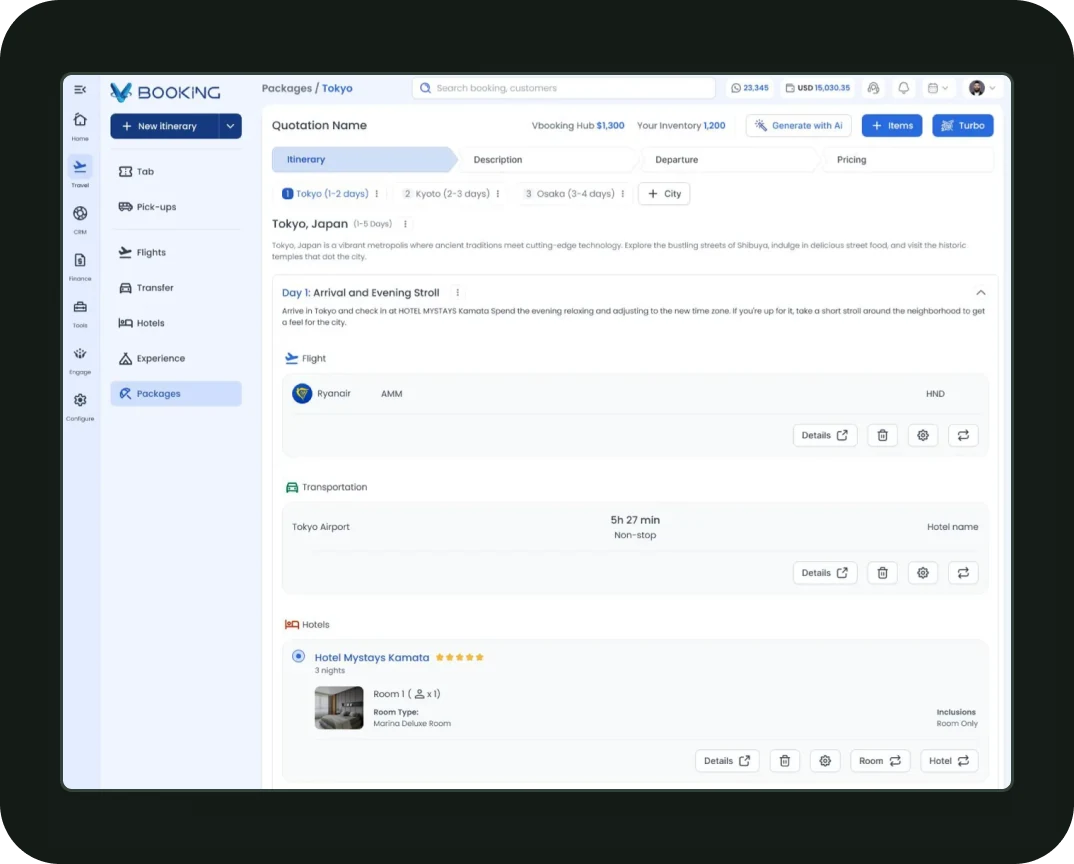 BOOKING
Packages / Tokyo
Search booking, customers
23,345
USD 15,030.35
Home
Travel
CRM
Finance
Tools
Engage
Configure
New itinerary
Tab
Pick-ups
Flights
Transfer
Hotels
Experience
Packages
Quotation Name
Vbooking Hub $1,300
Your Inventory 1,200
Generate with Ai
+ Items
Turbo
Itinerary
Description
Departure
Pricing
1 Tokyo (1-2 days)
2 Kyoto (2-3 days)
3 Osaka (3-4 days)
+ City
Tokyo, Japan (1-5 Days)
Tokyo, Japan is a vibrant metropolis where ancient traditions meet cutting-edge technology. Explore the bustling streets of Shibuya, indulge in delicious street food, and visit the historic
temples that dot the city.
Day 1: Arrival and Evening Stroll
Arrive in Tokyo and check in at HOTEL MYSTAYS Kamata Spend the evening relaxing and adjusting to the new time zone. If you're up for it, take a short stroll around the neighborhood to get
a feel for the city.
Flight
Ryanair
AMM
HND
Details
Transportation
Tokyo Airport
5h 27 min
Non-stop
Hotel name
Details
Hotels
Hotel Mystays Kamata
3 nights
Room 1 ( x 1)
Room Type:
Marina Deluxe Room
Inclusions
Room Only
Details
Room
Hotel